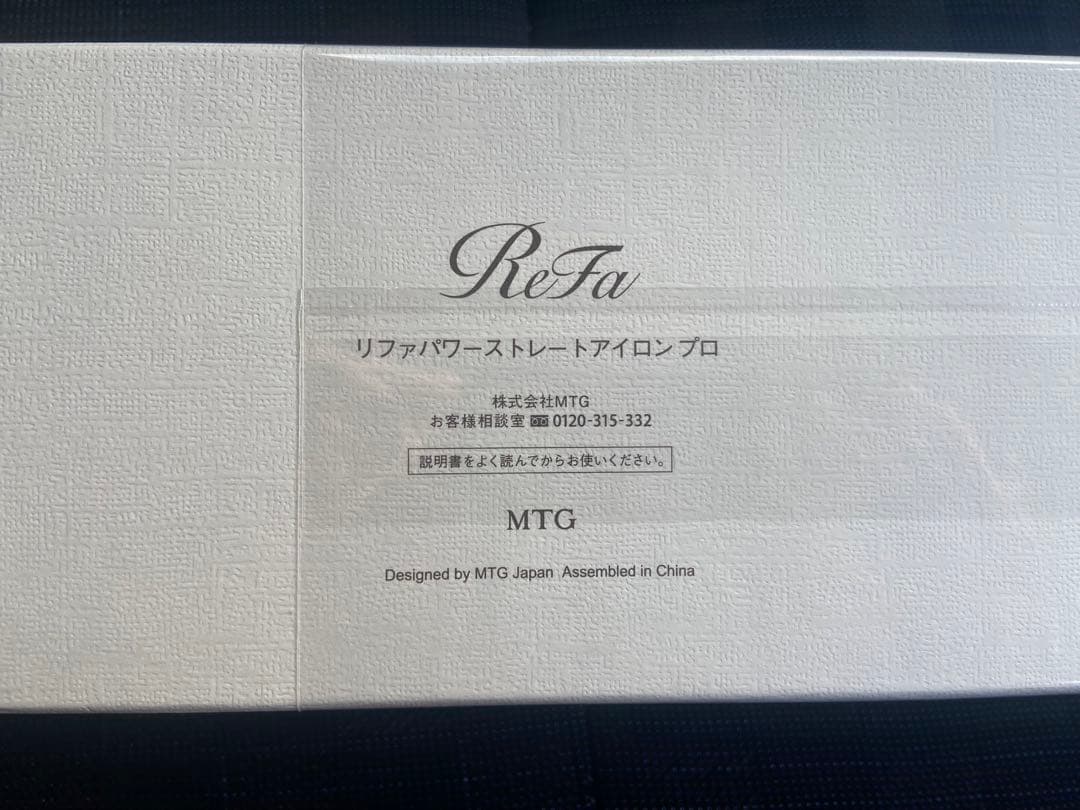 ReFa
リファパワーストレートアイロン プロ
株式会社MTG
お客様相談室 0120-315-332
説明書をよく読んでからお使いください。
MTG
Designed by MTG Japan Assembled in China